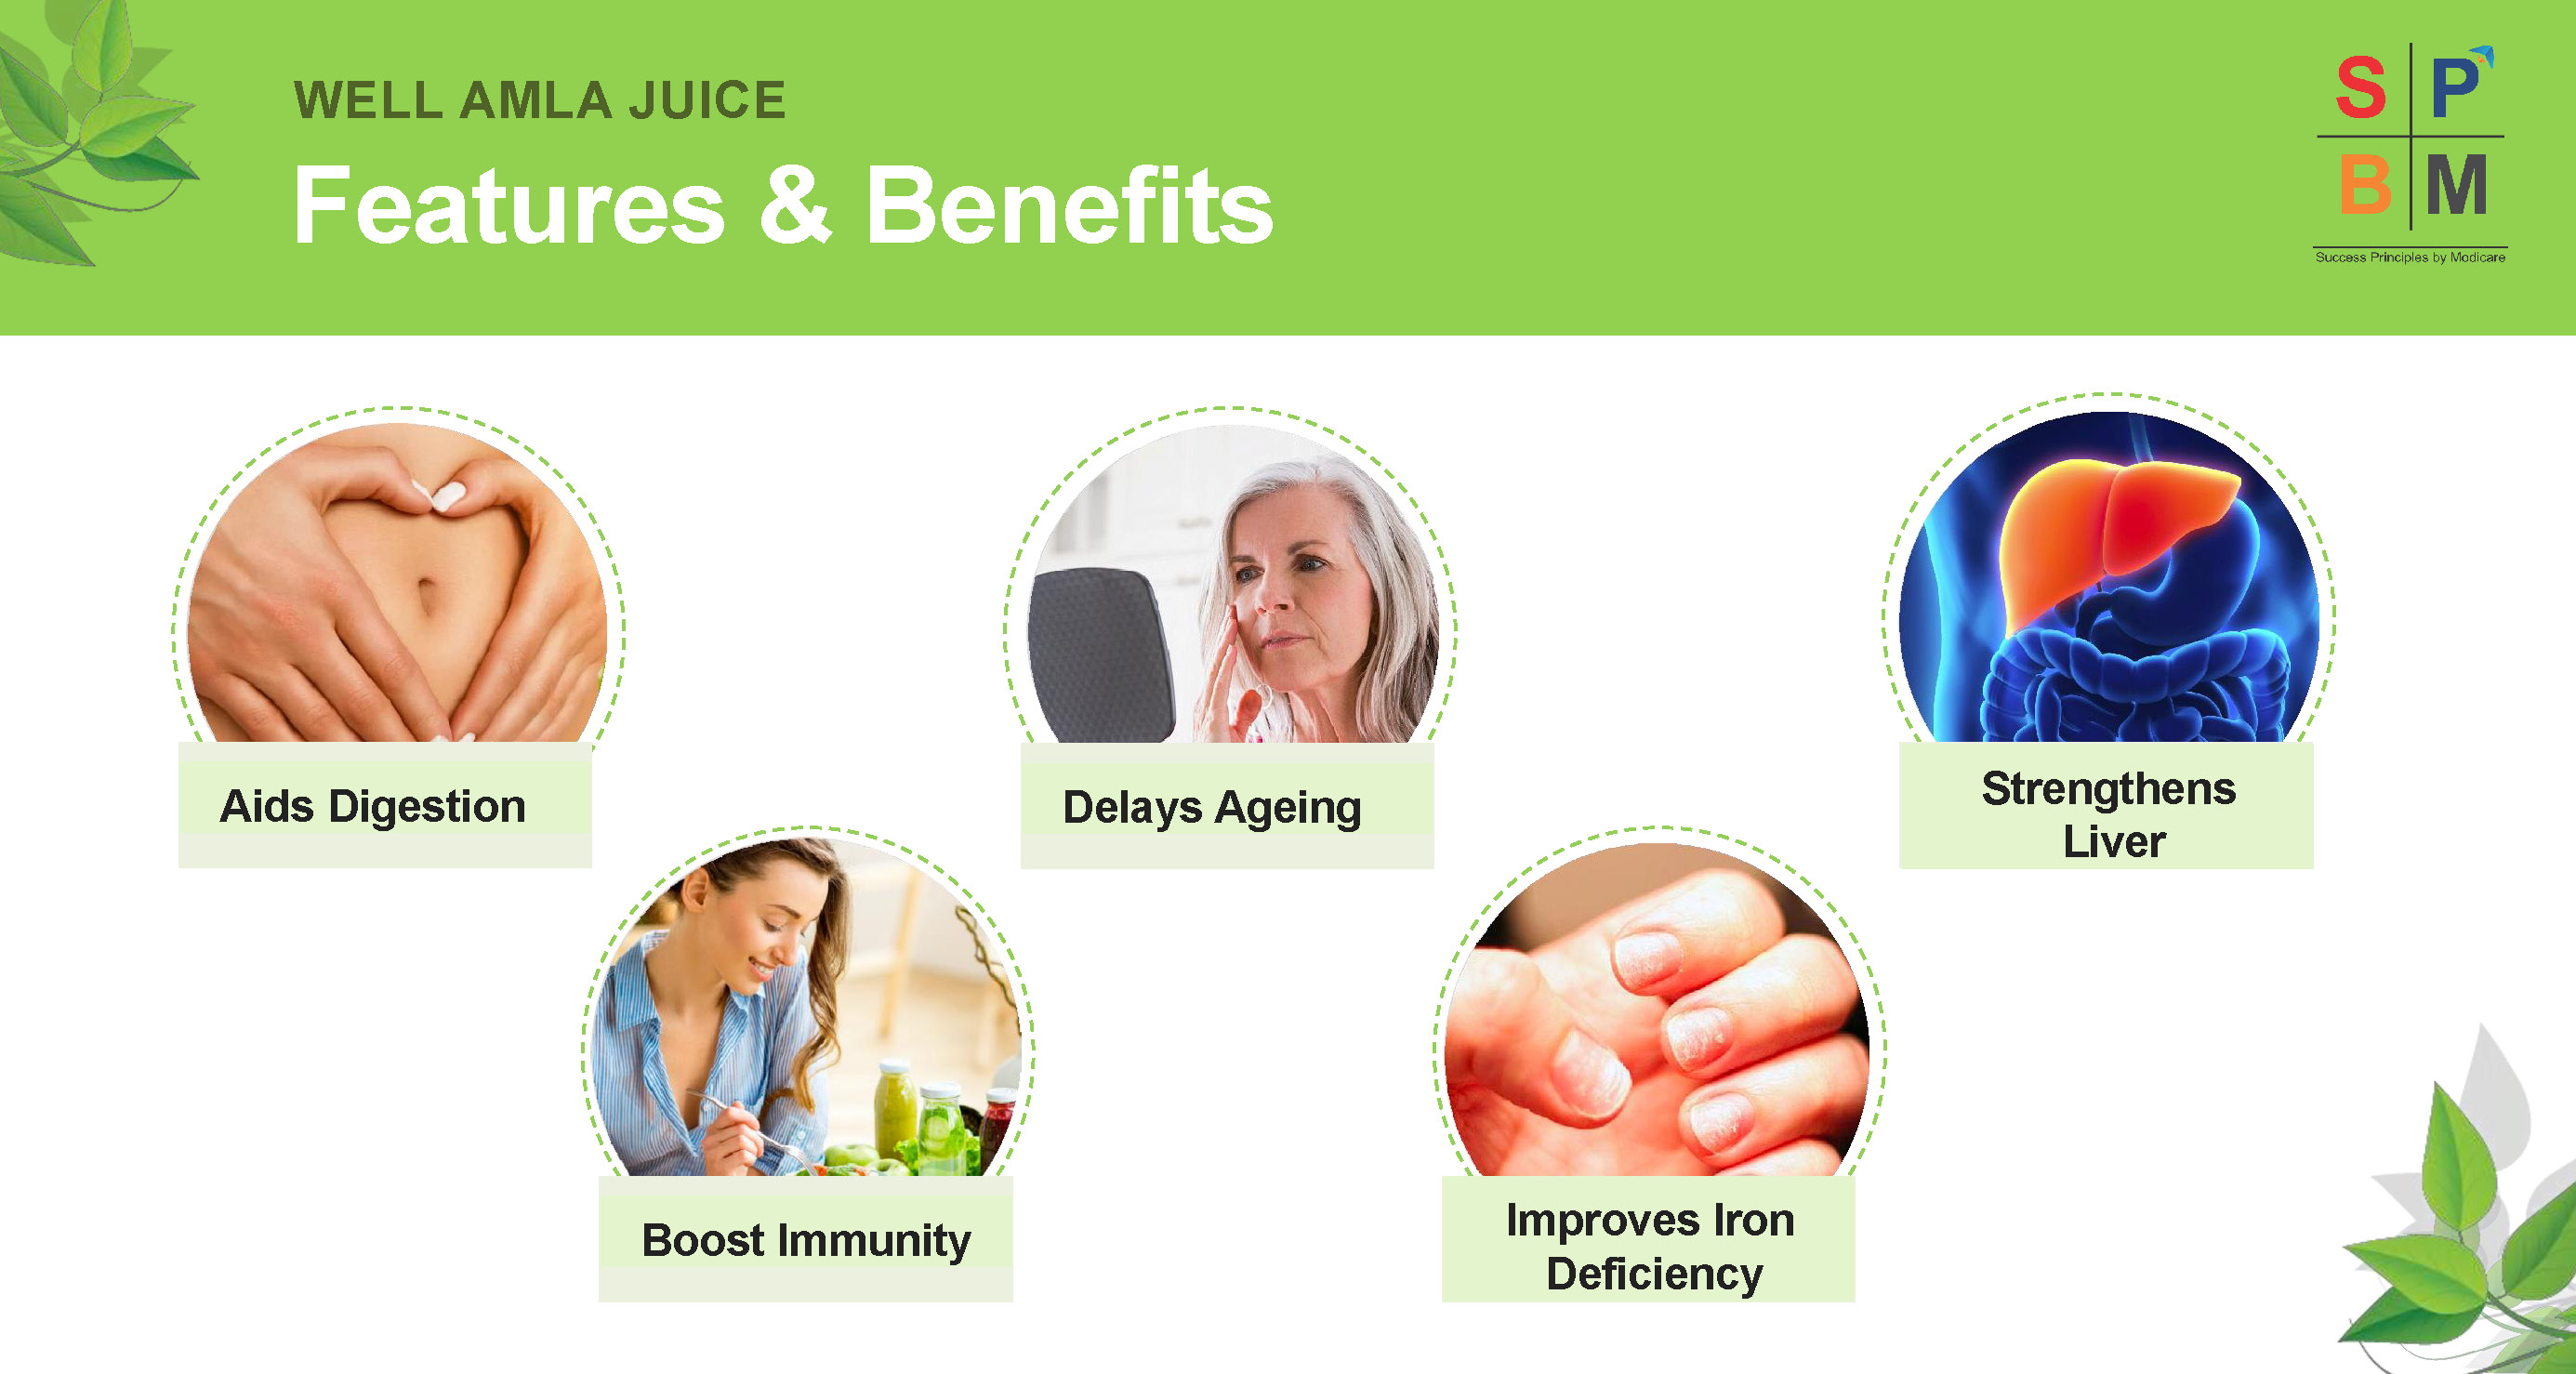 WELL AMLA JUICE
Features & Benefits
S P
B M
Success Principles by Modicare
Aids Digestion
Delays Ageing
Strengthens
Liver
Boost Immunity
Improves Iron
Deficiency